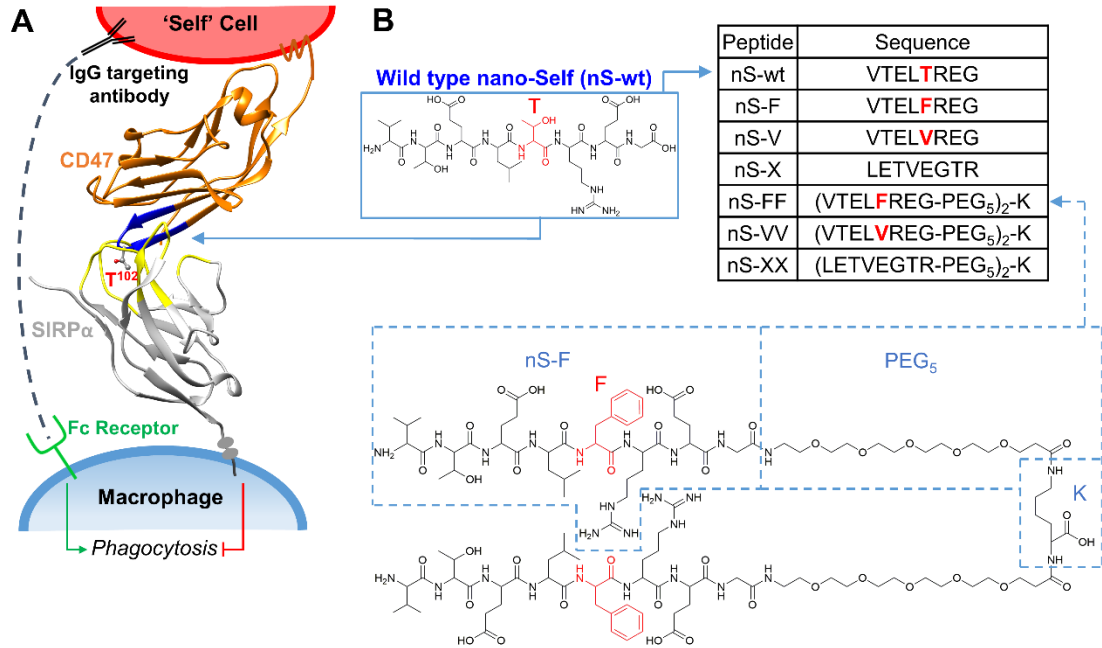 A
'Self' Cell
IgG targeting
antibody
CD47
T102
SIRPα
Fc Receptor
Macrophage
Phagocytosis
B
Wild type nano-Self (nS-wt)
T
Peptide Sequence
nS-wt VTELTREG
nS-F VTELFREG
nS-V VTELVREG
nS-X LETVEGTR
nS-FF (VTELFREG-PEG5)2-K
nS-VV (VTELVREG-PEG5)2-K
nS-XX (LETVEGTR-PEG5)2-K
nS-F
F
PEG5
K